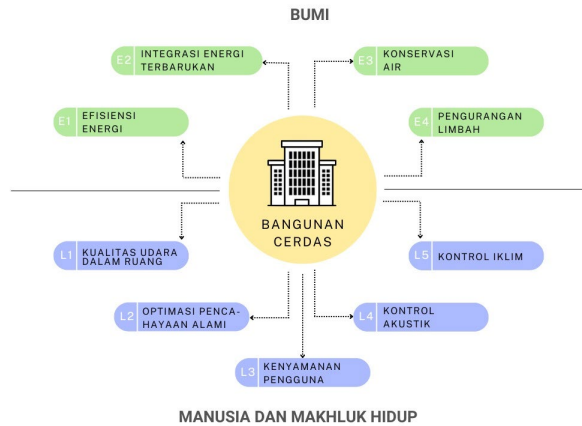 BUMI
E2 INTEGRASI ENERGI
TERBARUKAN
E3 KONSERVASI
AIR
E1 EFISIENSI
ENERGI
E4 PENGURANGAN
LIMBAH
BANGUNAN
CERDAS
L1 KUALITAS UDARA
DALAM RUANG
L5 KONTROL IKLIM
L2 OPTIMASI PENCA-
HAYAAN ALAMI
L4 KONTROL
AKUSTIK
L3 KENYAMANAN
PENGGUNA
MANUSIA DAN MAKHLUK HIDUP